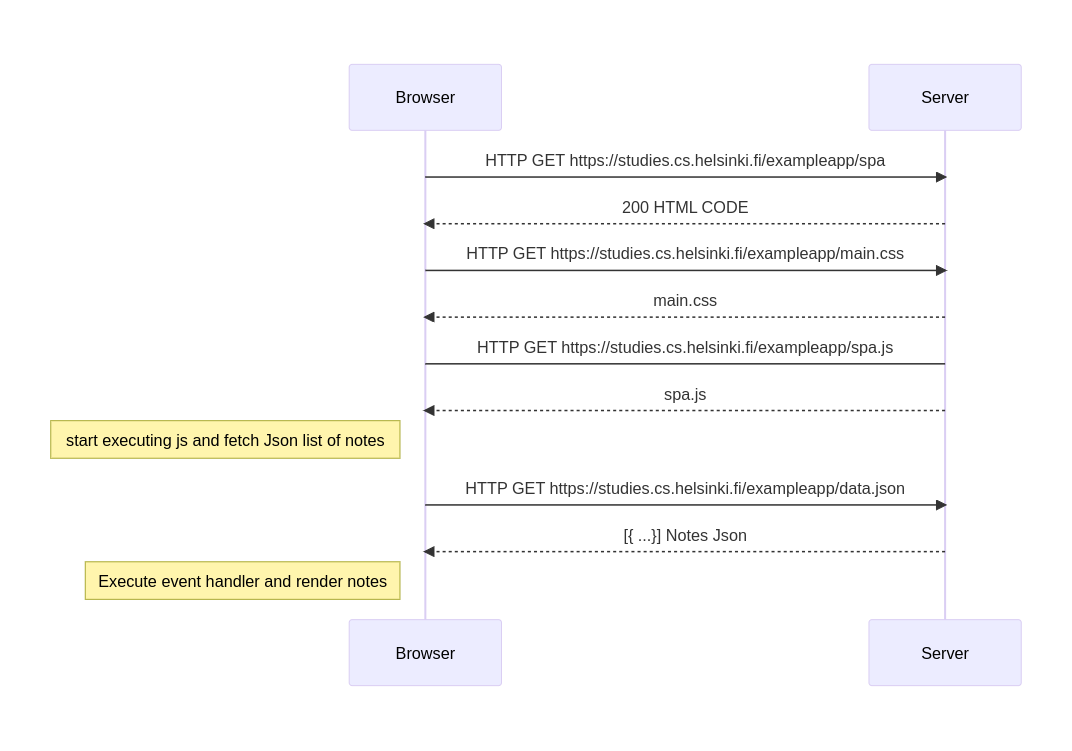 Browser
Server
HTTP GET https://studies.cs.helsinki.fi/exampleapp/spa
200 HTML CODE
HTTP GET https://studies.cs.helsinki.fi/exampleapp/main.css
main.css
HTTP GET https://studies.cs.helsinki.fi/exampleapp/spa.js
spa.js
start executing js and fetch Json list of notes
HTTP GET https://studies.cs.helsinki.fi/exampleapp/data.json
[{ ...}] Notes Json
Execute event handler and render notes
Browser
Server